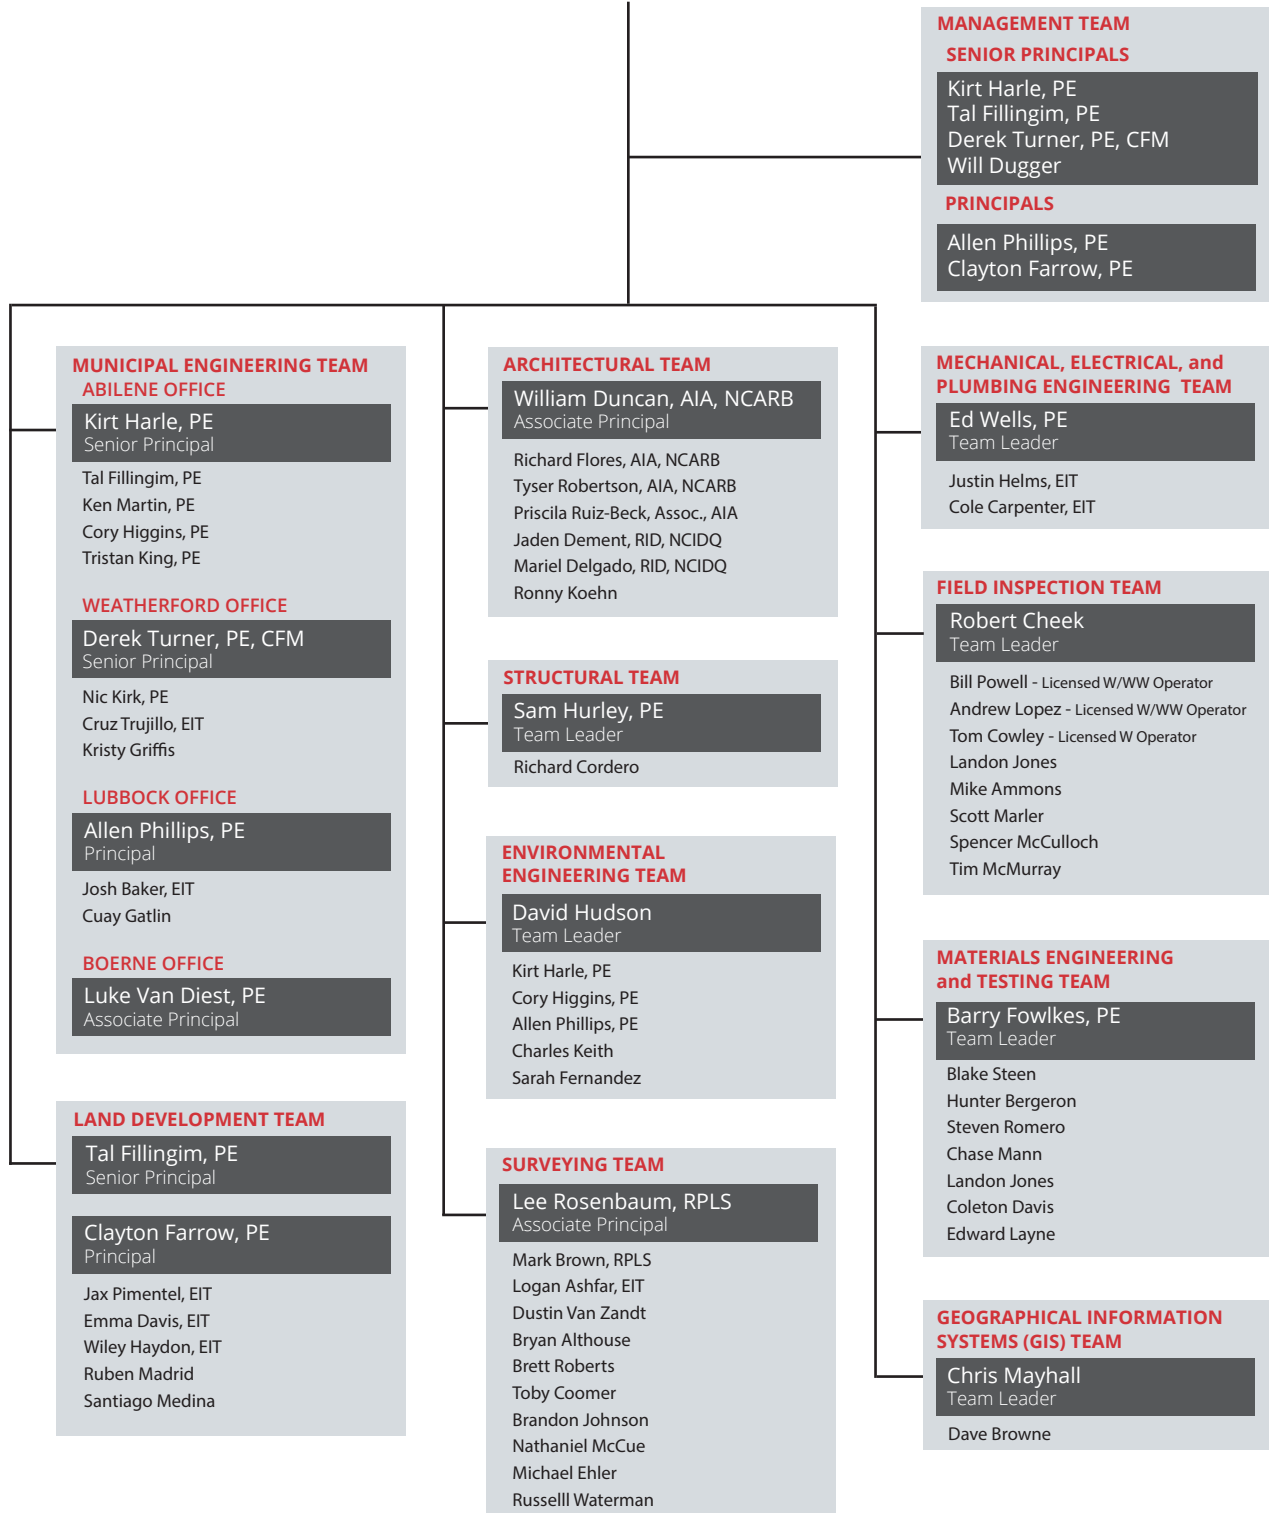 MANAGEMENT TEAM
SENIOR PRINCIPALS
Kirt Harle, PE
Tal Fillingim, PE
Derek Turner, PE, CFM
Will Dugger
PRINCIPALS
Allen Phillips, PE
Clayton Farrow, PE
MUNICIPAL ENGINEERING TEAM
ABILENE OFFICE
Kirt Harle, PE
Senior Principal
Tal Fillingim, PE
Ken Martin, PE
Cory Higgins, PE
Tristan King, PE
WEATHERFORD OFFICE
Derek Turner, PE, CFM
Senior Principal
Nic Kirk, PE
Cruz Trujillo, EIT
Kristy Griffis
LUBBOCK OFFICE
Allen Phillips, PE
Principal
Josh Baker, EIT
Cuay Gatlin
BOERNE OFFICE
Luke Van Diest, PE
Associate Principal
LAND DEVELOPMENT TEAM
Tal Fillingim, PE
Senior Principal
Clayton Farrow, PE
Principal
Jax Pimentel, EIT
Emma Davis, EIT
Wiley Haydon, EIT
Ruben Madrid
Santiago Medina
ARCHITECTURAL TEAM
William Duncan, AIA, NCARB
Associate Principal
Richard Flores, AIA, NCARB
Tyser Robertson, AIA, NCARB
Priscila Ruiz-Beck, Assoc., AIA
Jaden Dement, RID, NCIDQ
Mariel Delgado, RID, NCIDQ
Ronny Koehn
STRUCTURAL TEAM
Sam Hurley, PE
Team Leader
Richard Cordero
ENVIRONMENTAL
ENGINEERING TEAM
David Hudson
Team Leader
Kirt Harle, PE
Cory Higgins, PE
Allen Phillips, PE
Charles Keith
Sarah Fernandez
SURVEYING TEAM
Lee Rosenbaum, RPLS
Associate Principal
Mark Brown, RPLS
Logan Ashfar, EIT
Dustin Van Zandt
Bryan Althouse
Brett Roberts
Toby Coomer
Brandon Johnson
Nathaniel McCue
Michael Ehler
Russelll Waterman
MECHANICAL, ELECTRICAL, and
PLUMBING ENGINEERING TEAM
Ed Wells, PE
Team Leader
Justin Helms, EIT
Cole Carpenter, EIT
FIELD INSPECTION TEAM
Robert Cheek
Team Leader
Bill Powell - Licensed W/WW Operator
Andrew Lopez - Licensed W/WW Operator
Tom Cowley - Licensed W Operator
Landon Jones
Mike Ammons
Scott Marler
Spencer McCulloch
Tim McMurray
MATERIALS ENGINEERING
and TESTING TEAM
Barry Fowlkes, PE
Team Leader
Blake Steen
Hunter Bergeron
Steven Romero
Chase Mann
Landon Jones
Coleton Davis
Edward Layne
GEOGRAPHICAL INFORMATION
SYSTEMS (GIS) TEAM
Chris Mayhall
Team Leader
Dave Browne